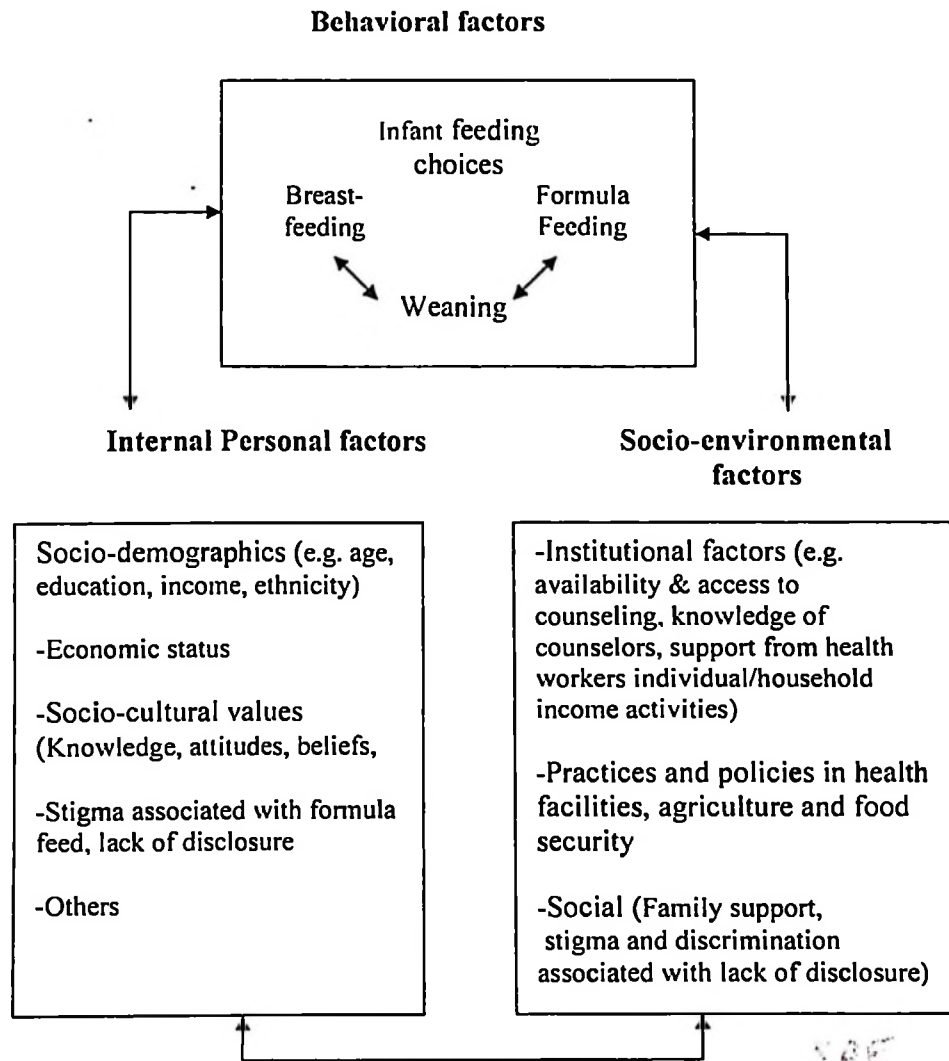 Behavioral factors
Infant feeding
choices
Breast-
feeding
Formula
Feeding
Weaning
Internal Personal factors
Socio-environmental
factors
Socio-demographics (e.g. age,
education, income, ethnicity)
-Economic status
-Socio-cultural values
(Knowledge, attitudes, beliefs,
-Stigma associated with formula
feed, lack of disclosure
-Others
-Institutional factors (e.g.
availability & access to
counseling, knowledge of
counselors, support from health
workers individual/household
income activities)
-Practices and policies in health
facilities, agriculture and food
security
-Social (Family support,
stigma and discrimination
associated with lack of disclosure)